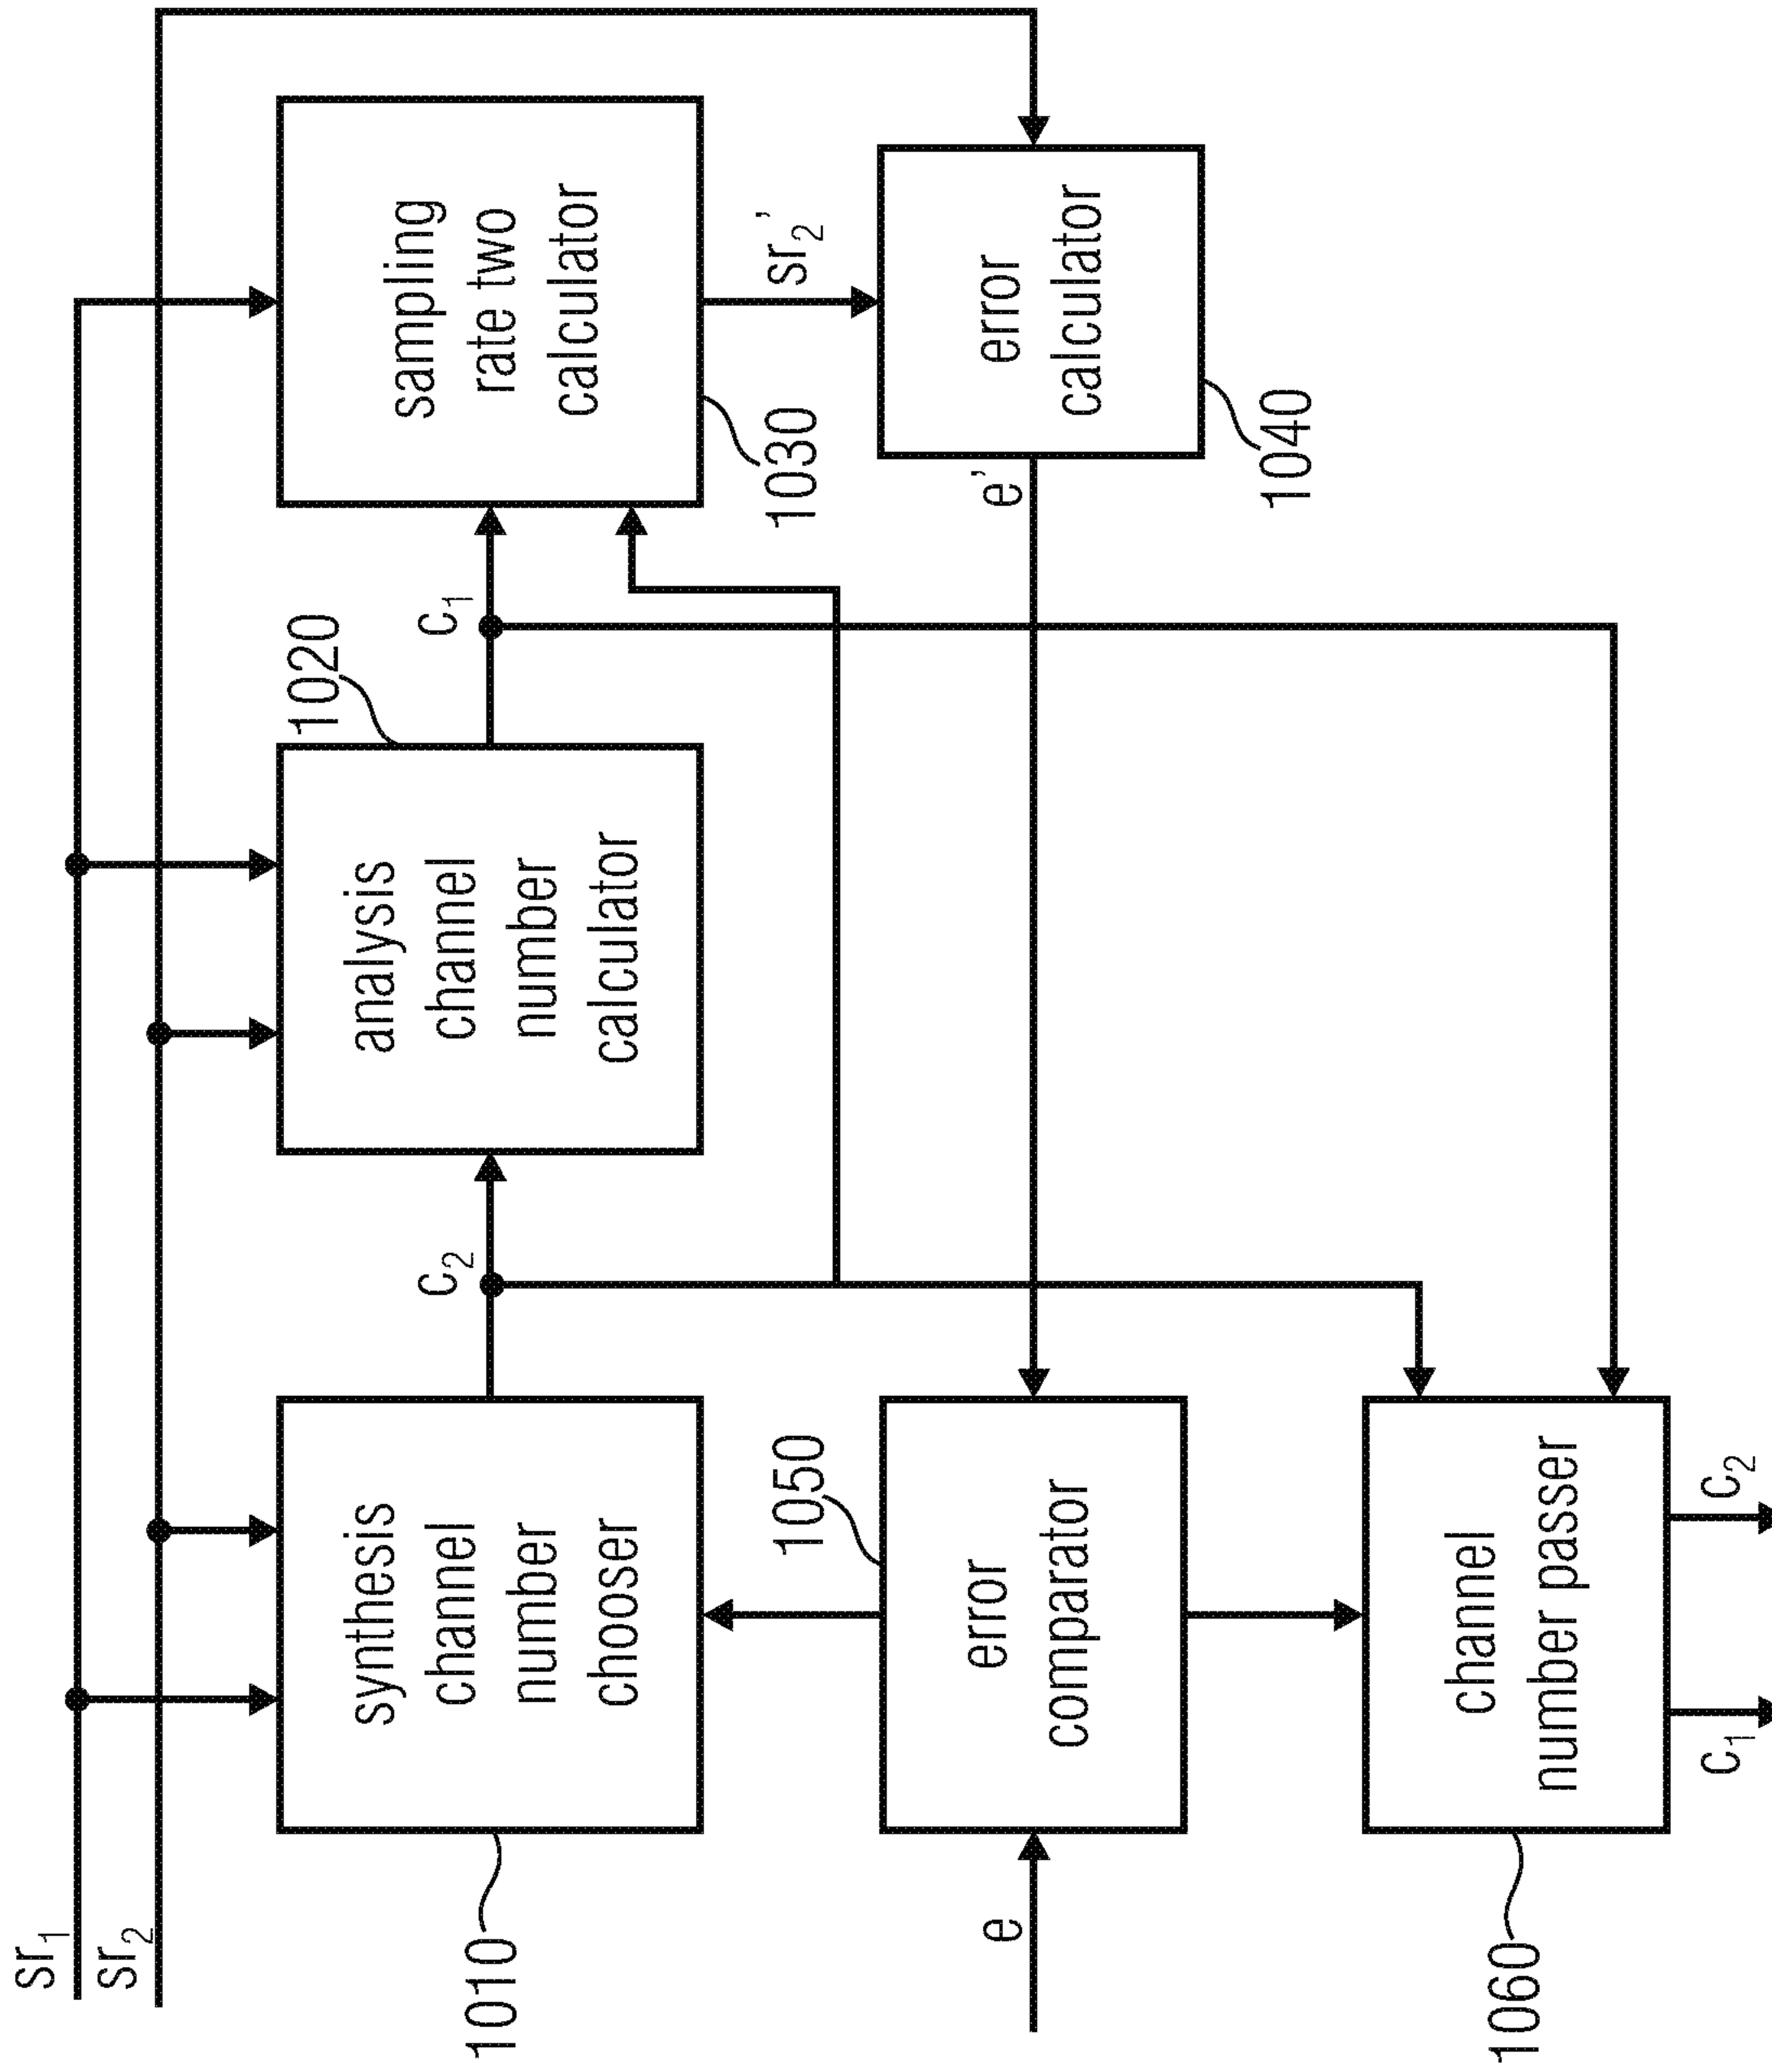 sr1
sr2
1010
synthesis
channel
number
chooser
c2
1020
analysis
channel
number
calculator
c1
1030
sampling
rate two
calculator
sr2'
1040
error
calculator
e'
1050
error
comparator
e
1060
channel
number passer
c1
c2